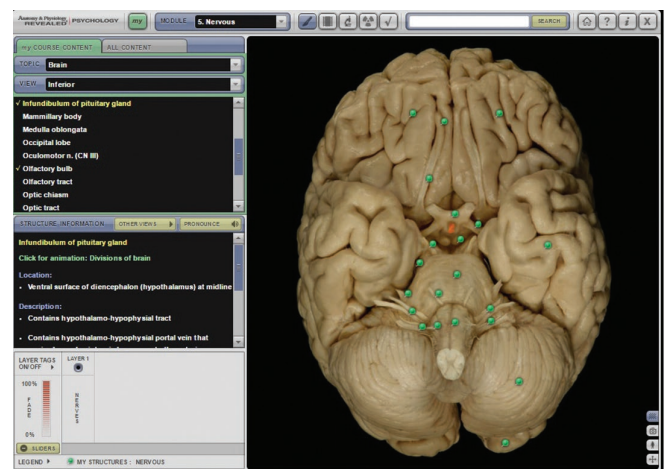 Anatomy & Physiology
REVEALED PSYCHOLOGY my MODULE 5. Nervous SEARCH ? i X
my COURSE CONTENT ALL CONTENT
TOPIC Brain
VIEW Inferior
√ Infundibulum of pituitary gland
Mammillary body
Medulla oblongata
Occipital lobe
Oculomotor n. (CN III)
√ Olfactory bulb
Olfactory tract
Optic chiasm
Optic tract
STRUCTURE INFORMATION OTHER VIEWS PRONOUNCE
Infundibulum of pituitary gland
Click for animation: Divisions of brain
Location:
• Ventral surface of diencephalon (hypothalamus) at midline
Description:
• Contains hypothalamo-hypophysial tract
• Contains hypothalamo-hypophysial portal vein that
LAYER TAGS
ON/OFF
LAYER 1
100%
FADE
NERVES
0%
SLIDERS
LEGEND MY STRUCTURES : NERVOUS